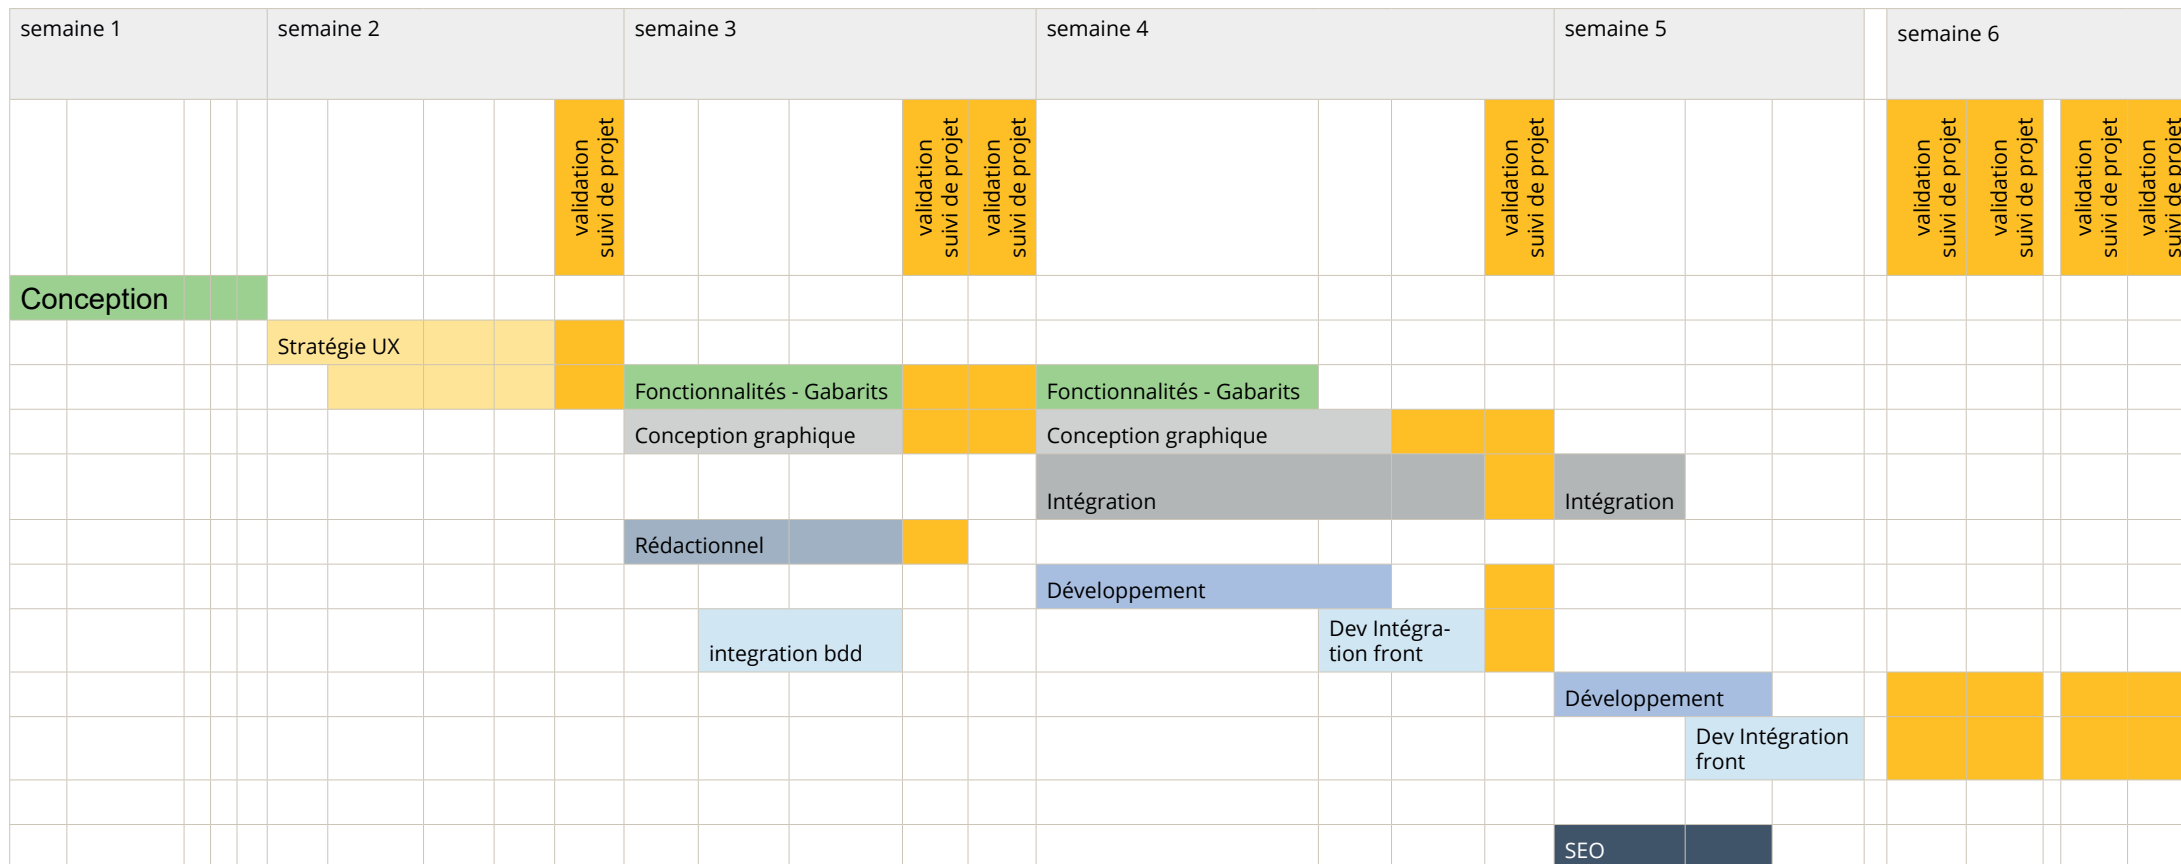 semaine 1
semaine 2
semaine 3
semaine 4
semaine 5
semaine 6
validation
suivi de projet
validation
suivi de projet
validation
suivi de projet
validation
suivi de projet
validation
suivi de projet
validation
suivi de projet
validation
suivi de projet
validation
suivi de projet
Conception
Stratégie UX
Fonctionnalités - Gabarits
Fonctionnalités - Gabarits
Conception graphique
Conception graphique
Intégration
Intégration
Rédactionnel
Développement
integration bdd
Dev Intégra-
tion front
Développement
Dev Intégration
front
SEO